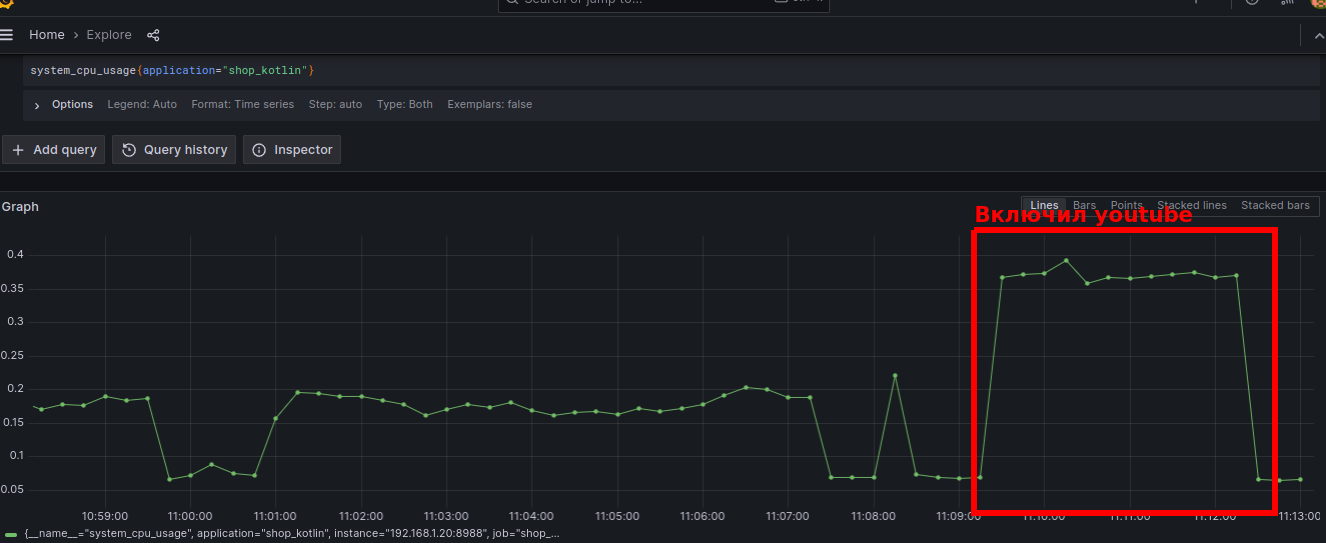 Search or jump to...
Home > Explore
system_cpu_usage{application="shop_kotlin"}
> Options Legend: Auto Format: Time series Step: auto Type: Both Exemplars: false
+ Add query Query history Inspector
Graph
Lines Bars Points Stacked lines Stacked bars
Включил youtube
0.4
0.35
0.3
0.25
0.2
0.15
0.1
0.05
10:59:00 11:00:00 11:01:00 11:02:00 11:03:00 11:04:00 11:05:00 11:06:00 11:07:00 11:08:00 11:09:00 11:10:00 11:11:00 11:12:00 11:13:00
{__name__="system_cpu_usage", application="shop_kotlin", instance="192.168.1.20:8988", job="shop_...